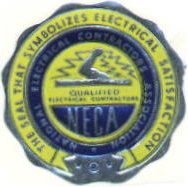 THE SEAL THAT SYMBOLIZES ELECTRICAL SATISFACTION
NATIONAL ELECTRICAL CONTRACTORS ASSOCIATION
QUALIFIED
ELECTRICAL CONTRACTORS
NECA